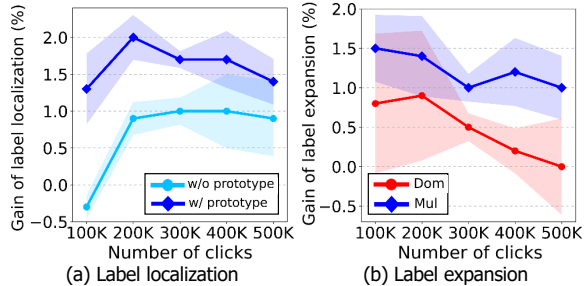 Gain of label localization (%)
2.0
1.5
1.0
0.5
0.0
−0.5
w/o prototype
w/ prototype
100K 200K 300K 400K 500K
Number of clicks
(a) Label localization
Gain of label expansion (%)
2.0
1.5
1.0
0.5
0.0
−0.5
Dom
Mul
100K 200K 300K 400K 500K
Number of clicks
(b) Label expansion